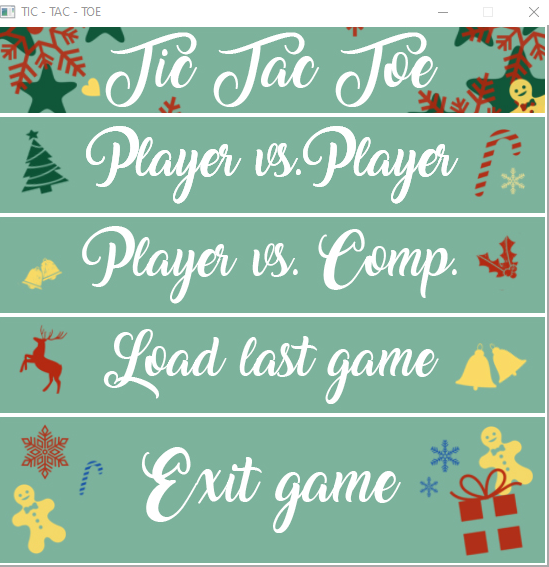 TIC - TAC - TOE
Tic Tac Toe
Player vs.Player
Player vs. Comp.
Load last game
Exit game